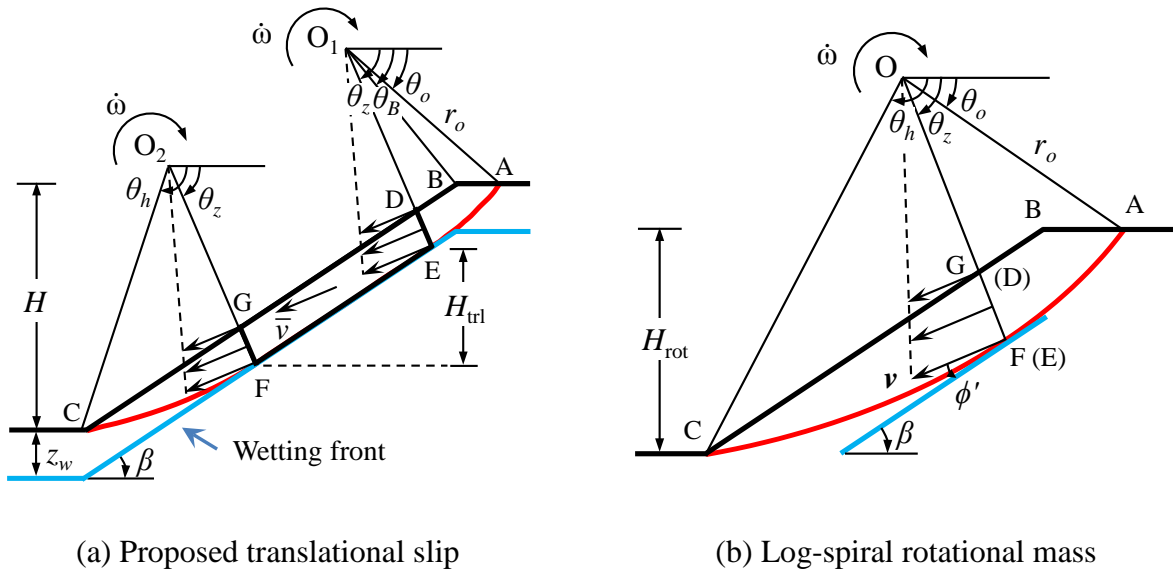 ω̇
O₁
θz θB θo
ro
ω̇
O₂
θh
θz
B
A
D
E
H
G
v̄
Htrl
F
C
zw
β
Wetting front
(a) Proposed translational slip
ω̇
O
θh θz θo
ro
B
A
G
(D)
Hrot
F (E)
v
ϕ′
C
β
(b) Log-spiral rotational mass